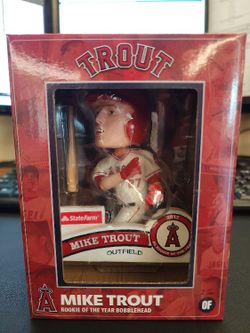 TROUT
StateFarm
2012
A
MIKE TROUT
OUTFIELD
A
MIKE TROUT
ROOKIE OF THE YEAR BOBBLEHEAD
OF